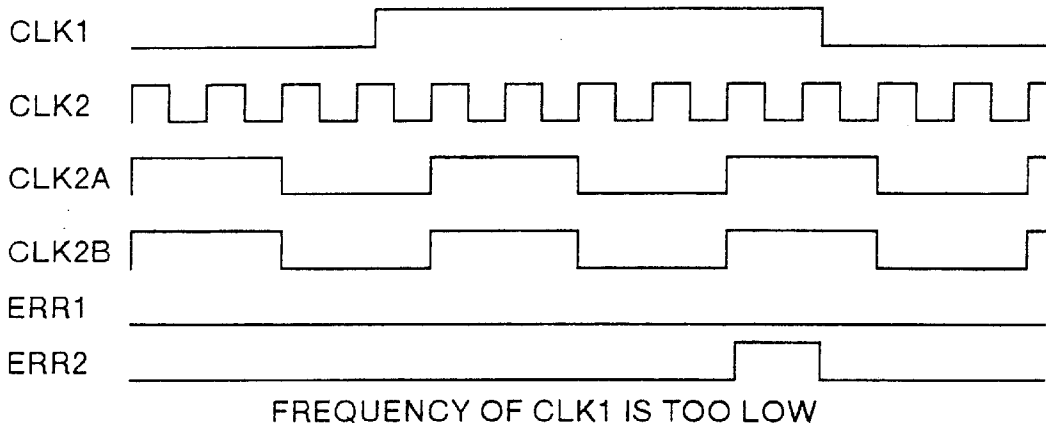 CLK1
CLK2
CLK2A
CLK2B
ERR1
ERR2
FREQUENCY OF CLK1 IS TOO LOW